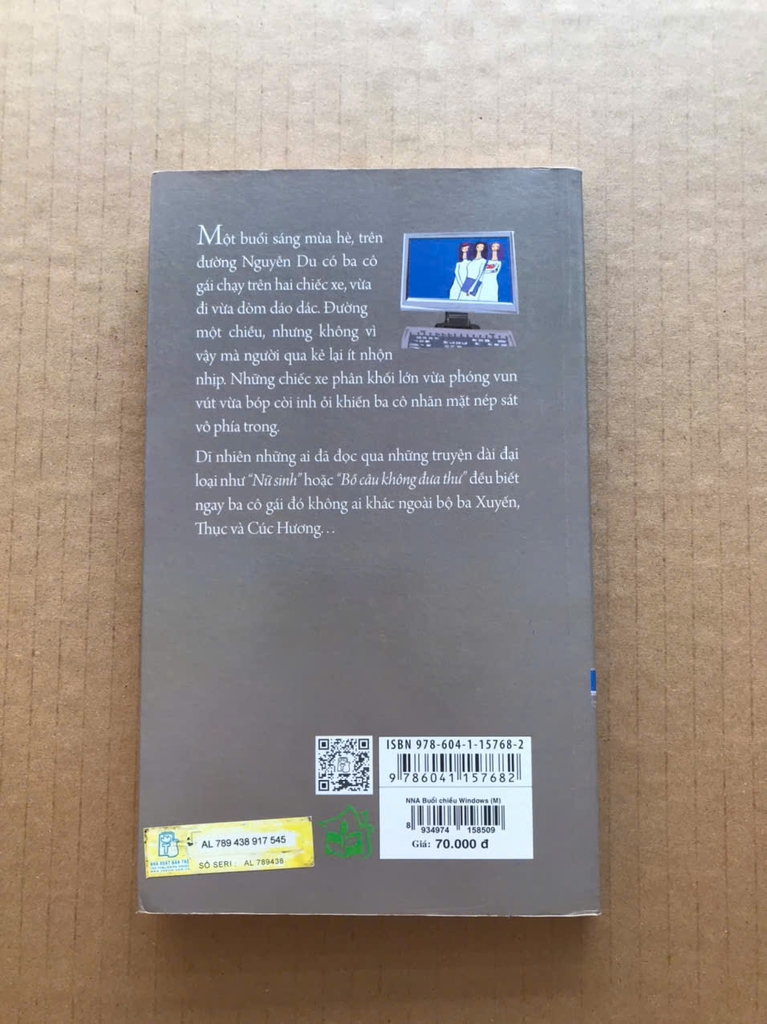 Một buổi sáng mùa hè, trên
đường Nguyễn Du có ba cô
gái chạy trên hai chiếc xe, vừa
đi vừa dòm dáo dác. Đường
một chiều, nhưng không vì
vậy mà người qua kẻ lại ít nhộn
nhịp. Những chiếc xe phân khối lớn vừa phóng vun
vút vừa bóp còi inh ỏi khiến ba cô nhăn mặt nép sát
vô phía trong.
Dĩ nhiên những ai đã đọc qua những truyện dài đại
loại như “Nữ sinh” hoặc “Bồ câu không đưa thư” đều biết
ngay ba cô gái đó không ai khác ngoài bộ ba Xuyến,
Thục và Cúc Hương…
ISBN 978-604-1-15768-2
9 786041 157682
NNA Buổi chiều Windows (M)
8 934974 158509
Giá: 70.000 đ
AL 789 438 917 545
SỐ SERI : AL 789438
NHÀ XUẤT BẢN TRẺ